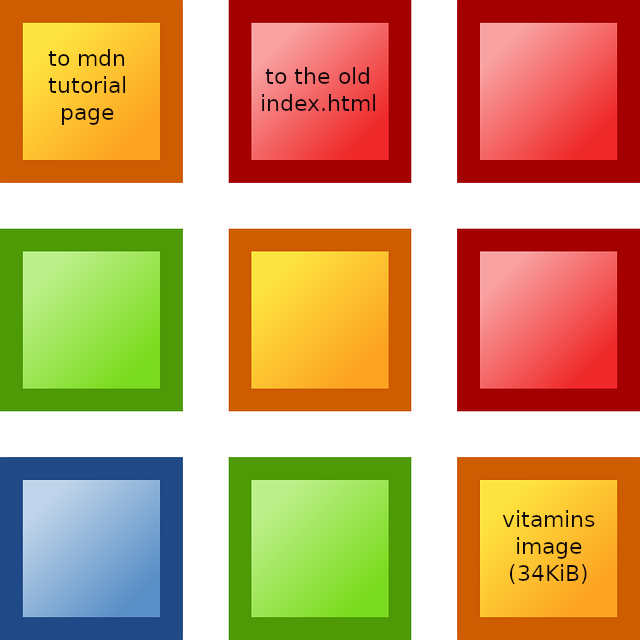 to mdn
tutorial
page
to the old
index.html
vitamins
image
(34KiB)